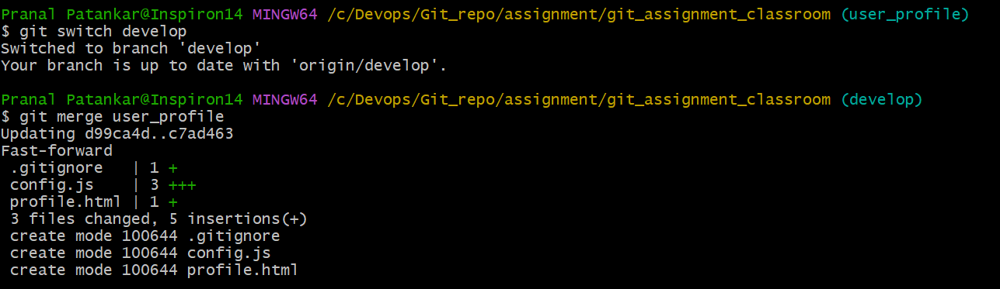 Pranal Patankar@Inspiron14 MINGW64 /c/Devops/Git_repo/assignment/git_assignment_classroom (user_profile)
$ git switch develop
Switched to branch 'develop'
Your branch is up to date with 'origin/develop'.

Pranal Patankar@Inspiron14 MINGW64 /c/Devops/Git_repo/assignment/git_assignment_classroom (develop)
$ git merge user_profile
Updating d99ca4d..c7ad463
Fast-forward
 .gitignore   | 1 +
 config.js    | 3 +++
 profile.html | 1 +
 3 files changed, 5 insertions(+)
 create mode 100644 .gitignore
 create mode 100644 config.js
 create mode 100644 profile.html